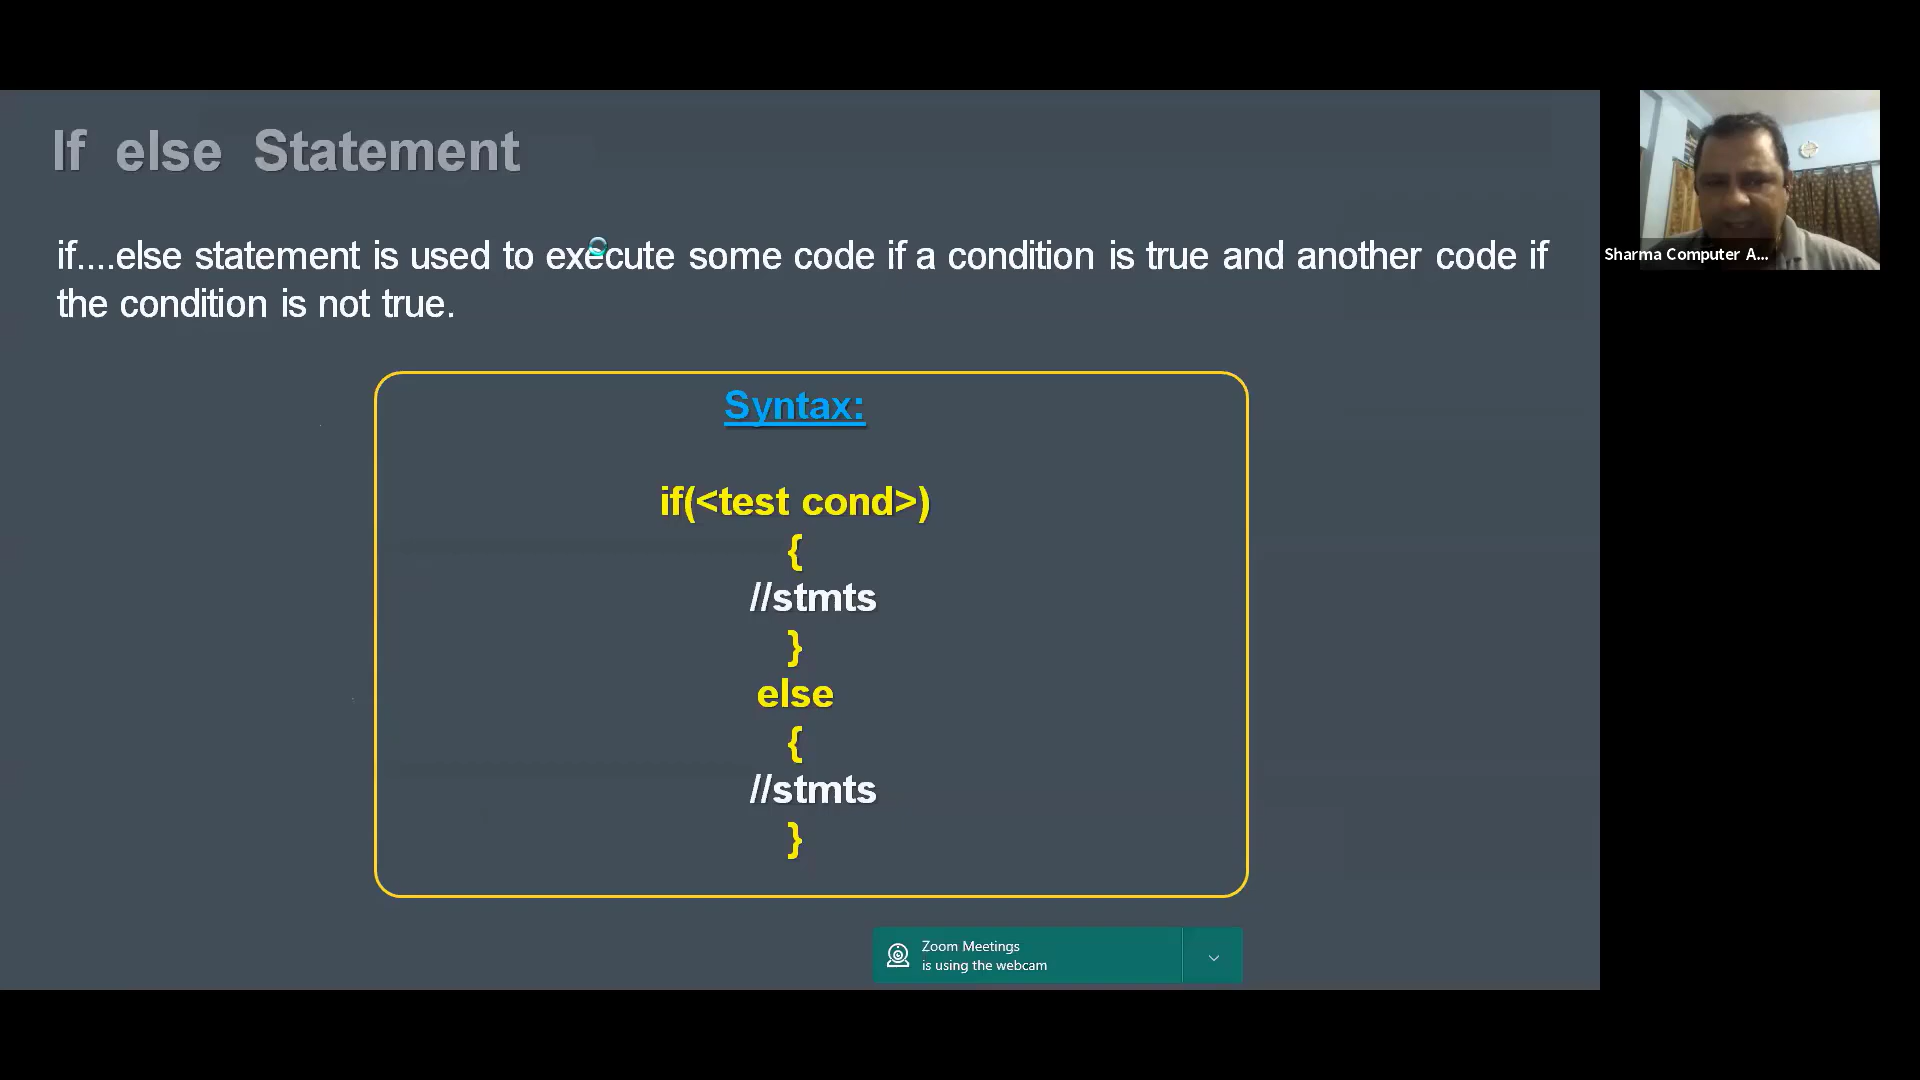 If else Statement
if....else statement is used to execute some code if a condition is true and another code if
the condition is not true.
Syntax:
if(<test cond>)
{
//stmts
}
else
{
//stmts
}
Zoom Meetings
is using the webcam
Sharma Computer A...